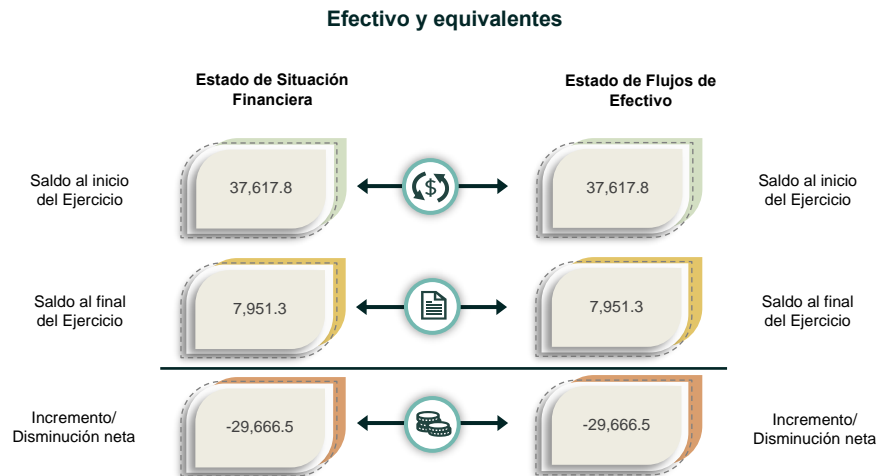 Efectivo y equivalentes
Estado de Situación
Financiera
Estado de Flujos de
Efectivo
Saldo al inicio
del Ejercicio
37,617.8
$
37,617.8
Saldo al inicio
del Ejercicio
Saldo al final
del Ejercicio
7,951.3
7,951.3
Saldo al final
del Ejercicio
Incremento/
Disminución neta
-29,666.5
-29,666.5
Incremento/
Disminución neta